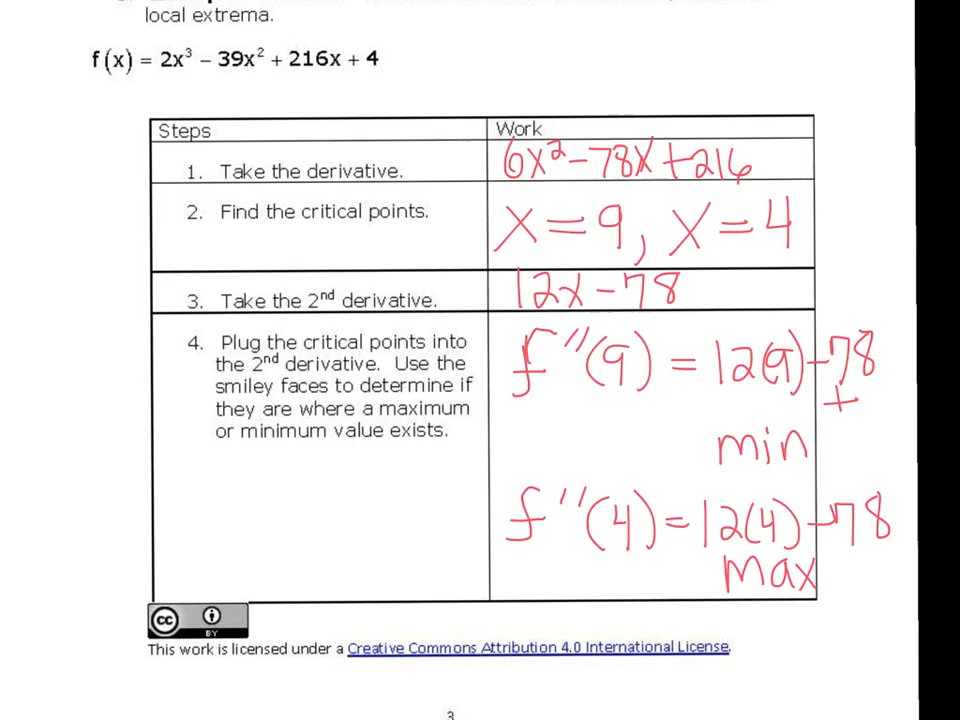 local extrema.
f(x) = 2x³ − 39x² + 216x + 4
Steps
Work
1. Take the derivative.
6x² − 78x + 216
2. Find the critical points.
x = 9, x = 4
3. Take the 2nd derivative.
12x − 78
4. Plug the critical points into
the 2nd derivative. Use the
smiley faces to determine if
they are where a maximum
or minimum value exists.
f''(9) = 12(9) − 78
+
min
f''(4) = 12(4) − 78
max
cc
BY
This work is licensed under a Creative Commons Attribution 4.0 International License.
3